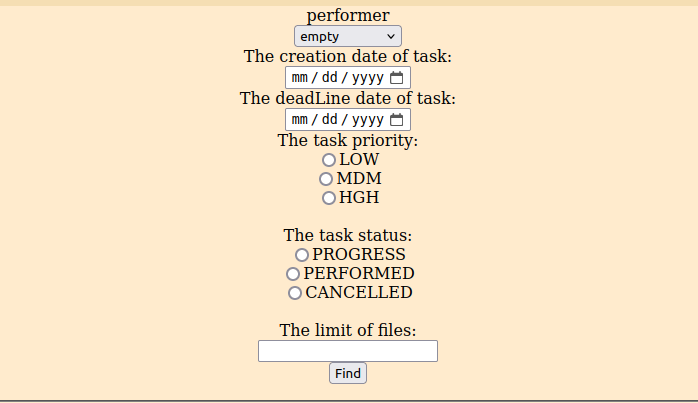 performer
empty
The creation date of task:
mm / dd / yyyy
The deadLine date of task:
mm / dd / yyyy
The task priority:
LOW
MDM
HGH
The task status:
PROGRESS
PERFORMED
CANCELLED
The limit of files:
Find